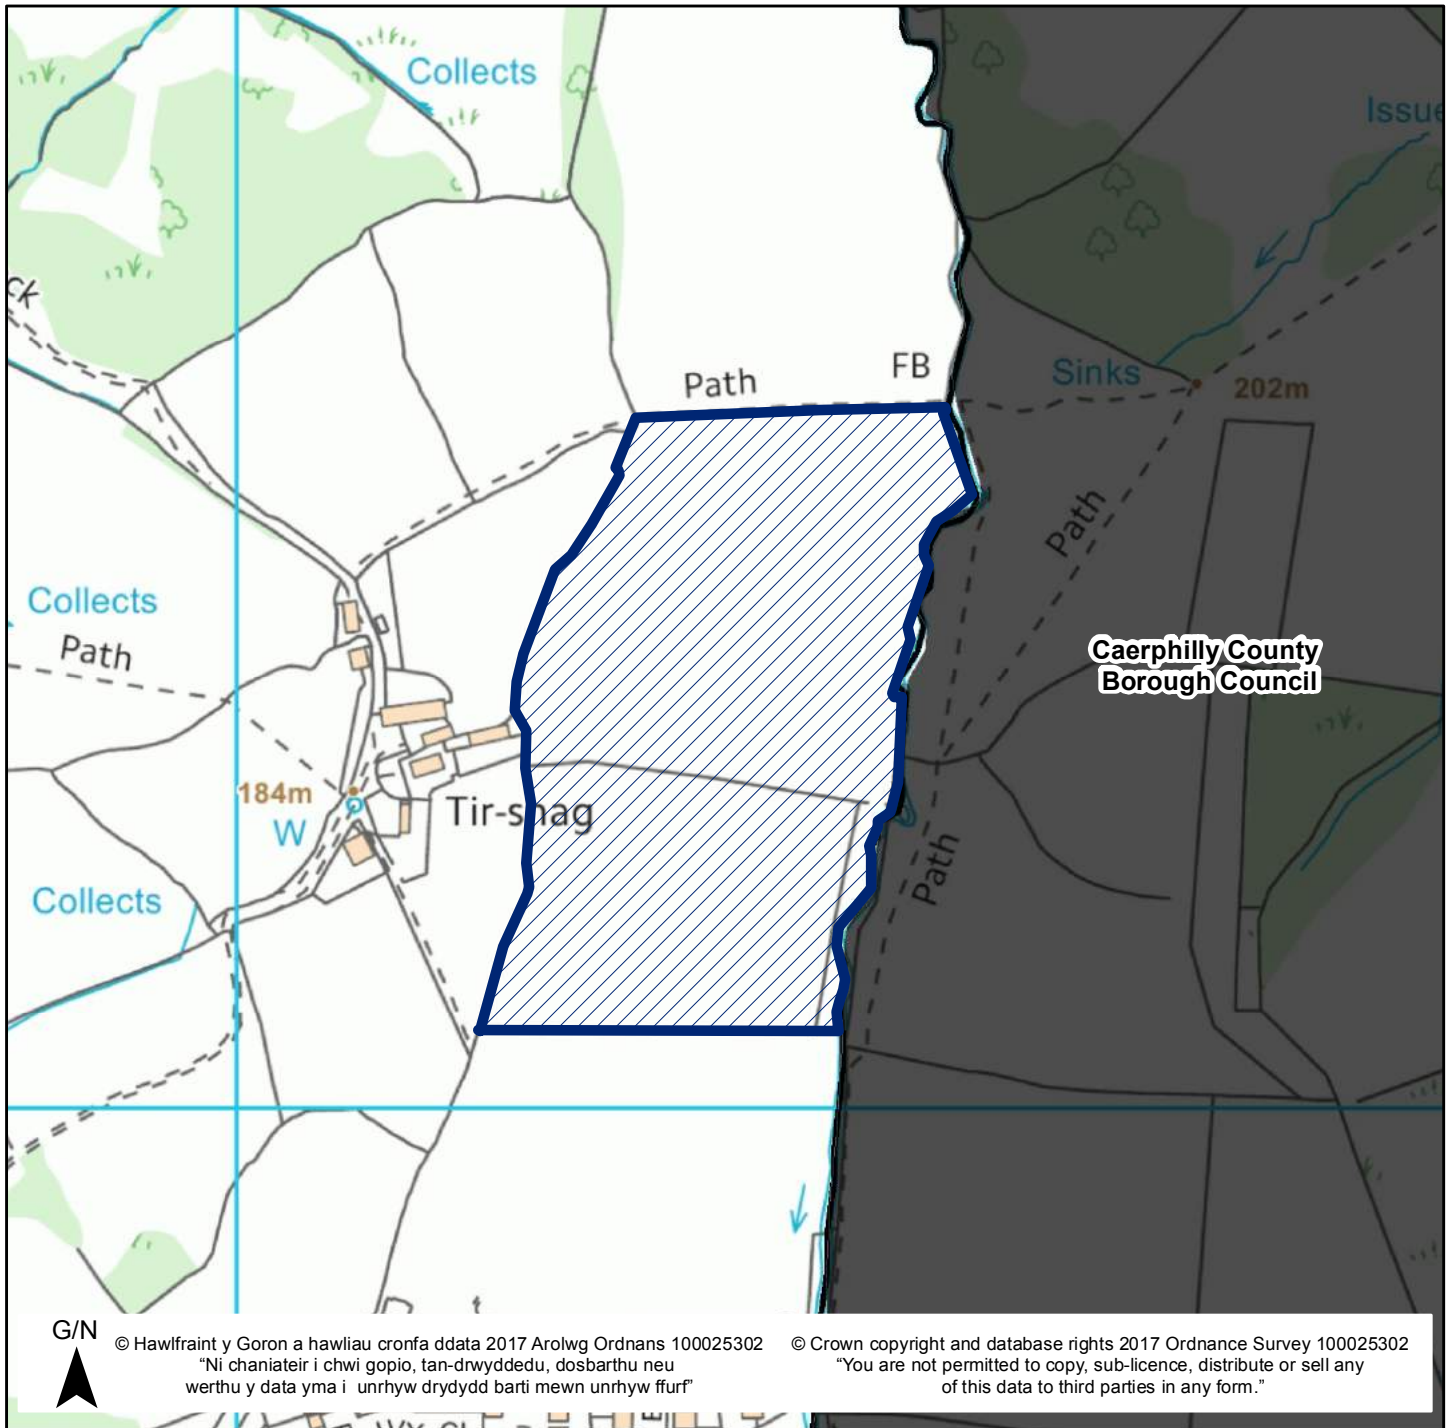 Collects
Issue
ck
Path
FB
Sinks
202m
Path
Collects
Path
Caerphilly County
Borough Council
184m
W
Tir-snag
Path
Collects
G/N
© Hawlfraint y Goron a hawliau cronfa ddata 2017 Arolwg Ordnans 100025302
“Ni chaniateir i chwi gopio, tan-drwyddedu, dosbarthu neu
werthu y data yma i unrhyw drydydd barti mewn unrhyw ffurf”
© Crown copyright and database rights 2017 Ordnance Survey 100025302
“You are not permitted to copy, sub-licence, distribute or sell any
of this data to third parties in any form.”